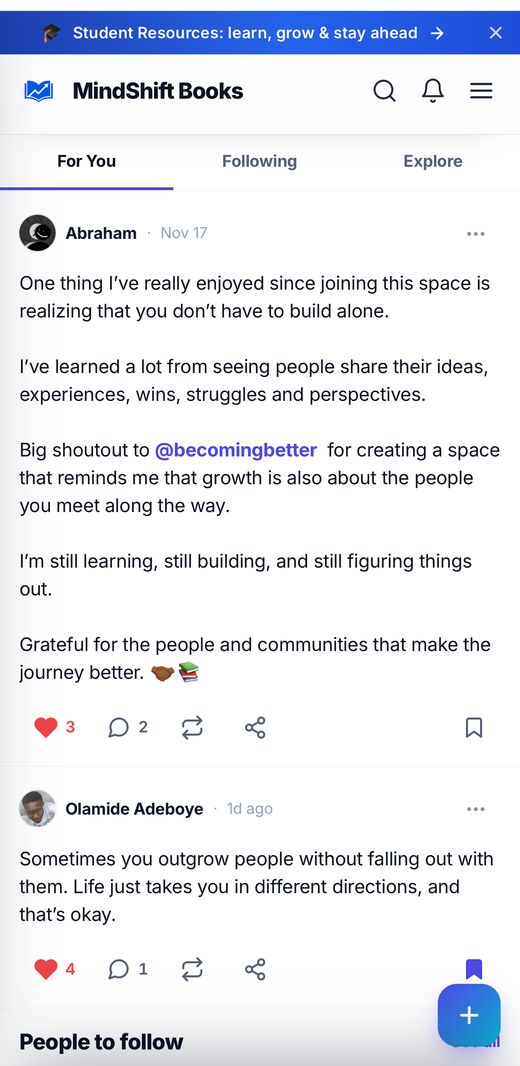 🎓 Student Resources: learn, grow & stay ahead → ×
MindShift Books
For You Following Explore
Abraham · Nov 17
One thing I’ve really enjoyed since joining this space is
realizing that you don’t have to build alone.
I’ve learned a lot from seeing people share their ideas,
experiences, wins, struggles and perspectives.
Big shoutout to @becomingbetter for creating a space
that reminds me that growth is also about the people
you meet along the way.
I’m still learning, still building, and still figuring things
out.
Grateful for the people and communities that make the
journey better. 🤝🏾📚
3 2
Olamide Adeboye · 1d ago
Sometimes you outgrow people without falling out with
them. Life just takes you in different directions, and
that’s okay.
4 1
People to follow